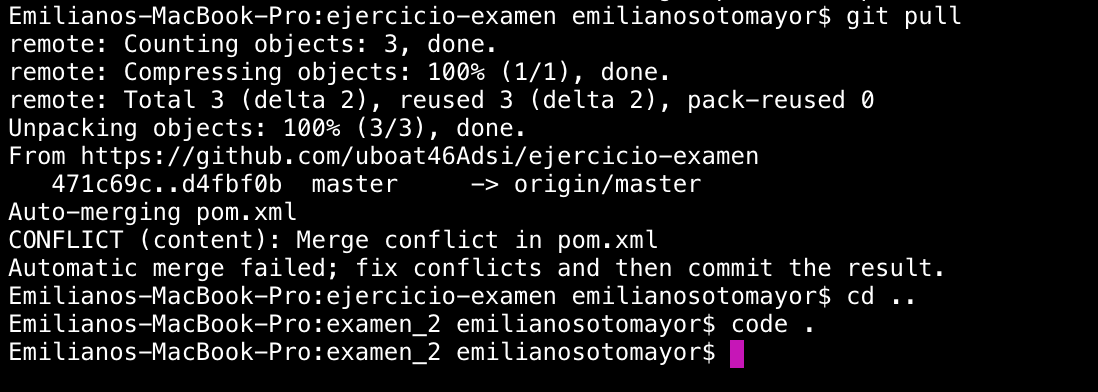 Emilianos-MacBook-Pro:ejercicio-examen emilianosotomayor$ git pull
remote: Counting objects: 3, done.
remote: Compressing objects: 100% (1/1), done.
remote: Total 3 (delta 2), reused 3 (delta 2), pack-reused 0
Unpacking objects: 100% (3/3), done.
From https://github.com/uboat46Adsi/ejercicio-examen
   471c69c..d4fbf0b  master     -> origin/master
Auto-merging pom.xml
CONFLICT (content): Merge conflict in pom.xml
Automatic merge failed; fix conflicts and then commit the result.
Emilianos-MacBook-Pro:ejercicio-examen emilianosotomayor$ cd ..
Emilianos-MacBook-Pro:examen_2 emilianosotomayor$ code .
Emilianos-MacBook-Pro:examen_2 emilianosotomayor$